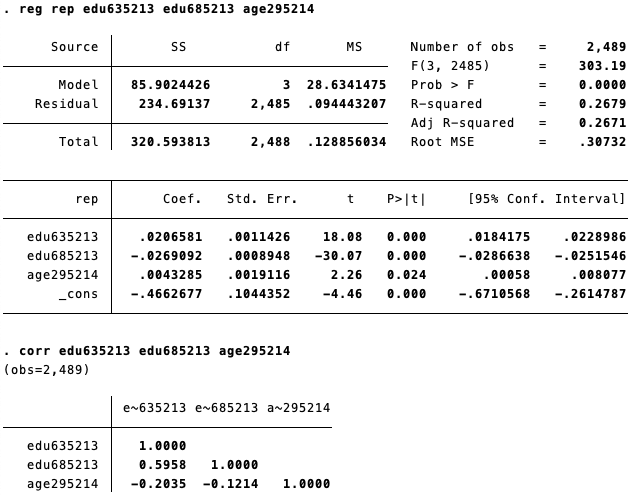 . reg rep edu635213 edu685213 age295214
Source SS df MS Number of obs = 2,489
F(3, 2485) = 303.19
Model 85.9024426 3 28.6341475 Prob > F = 0.0000
Residual 234.69137 2,485 .094443207 R-squared = 0.2679
Adj R-squared = 0.2671
Total 320.593813 2,488 .128856034 Root MSE = .30732
rep Coef. Std. Err. t P>|t| [95% Conf. Interval]
edu635213 .0206581 .0011426 18.08 0.000 .0184175 .0228986
edu685213 -.0269092 .0008948 -30.07 0.000 -.0286638 -.0251546
age295214 .0043285 .0019116 2.26 0.024 .00058 .008077
_cons -.4662677 .1044352 -4.46 0.000 -.6710568 -.2614787
. corr edu635213 edu685213 age295214
(obs=2,489)
e~635213 e~685213 a~295214
edu635213 1.0000
edu685213 0.5958 1.0000
age295214 -0.2035 -0.1214 1.0000